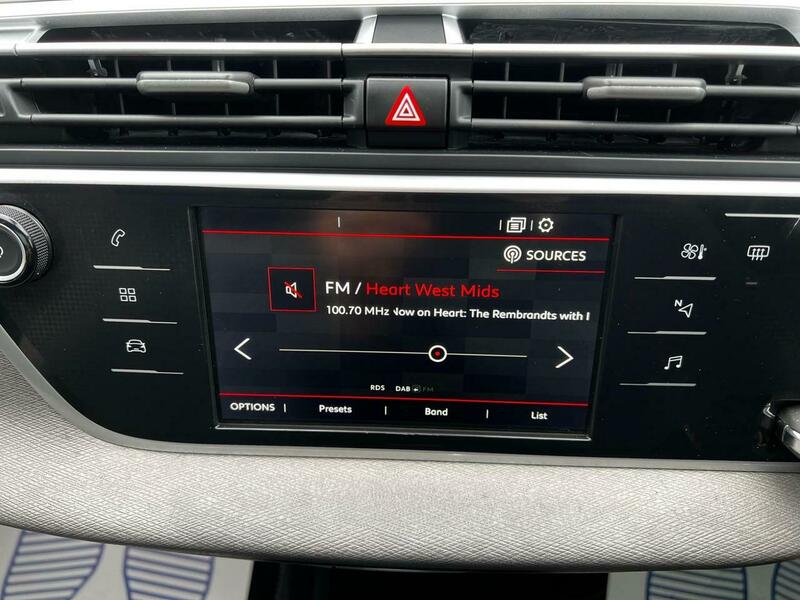 SOURCES
FM / Heart West Mids
100.70 MHz Now on Heart: The Rembrandts with I
RDS DAB FM
OPTIONS Presets Band List
N